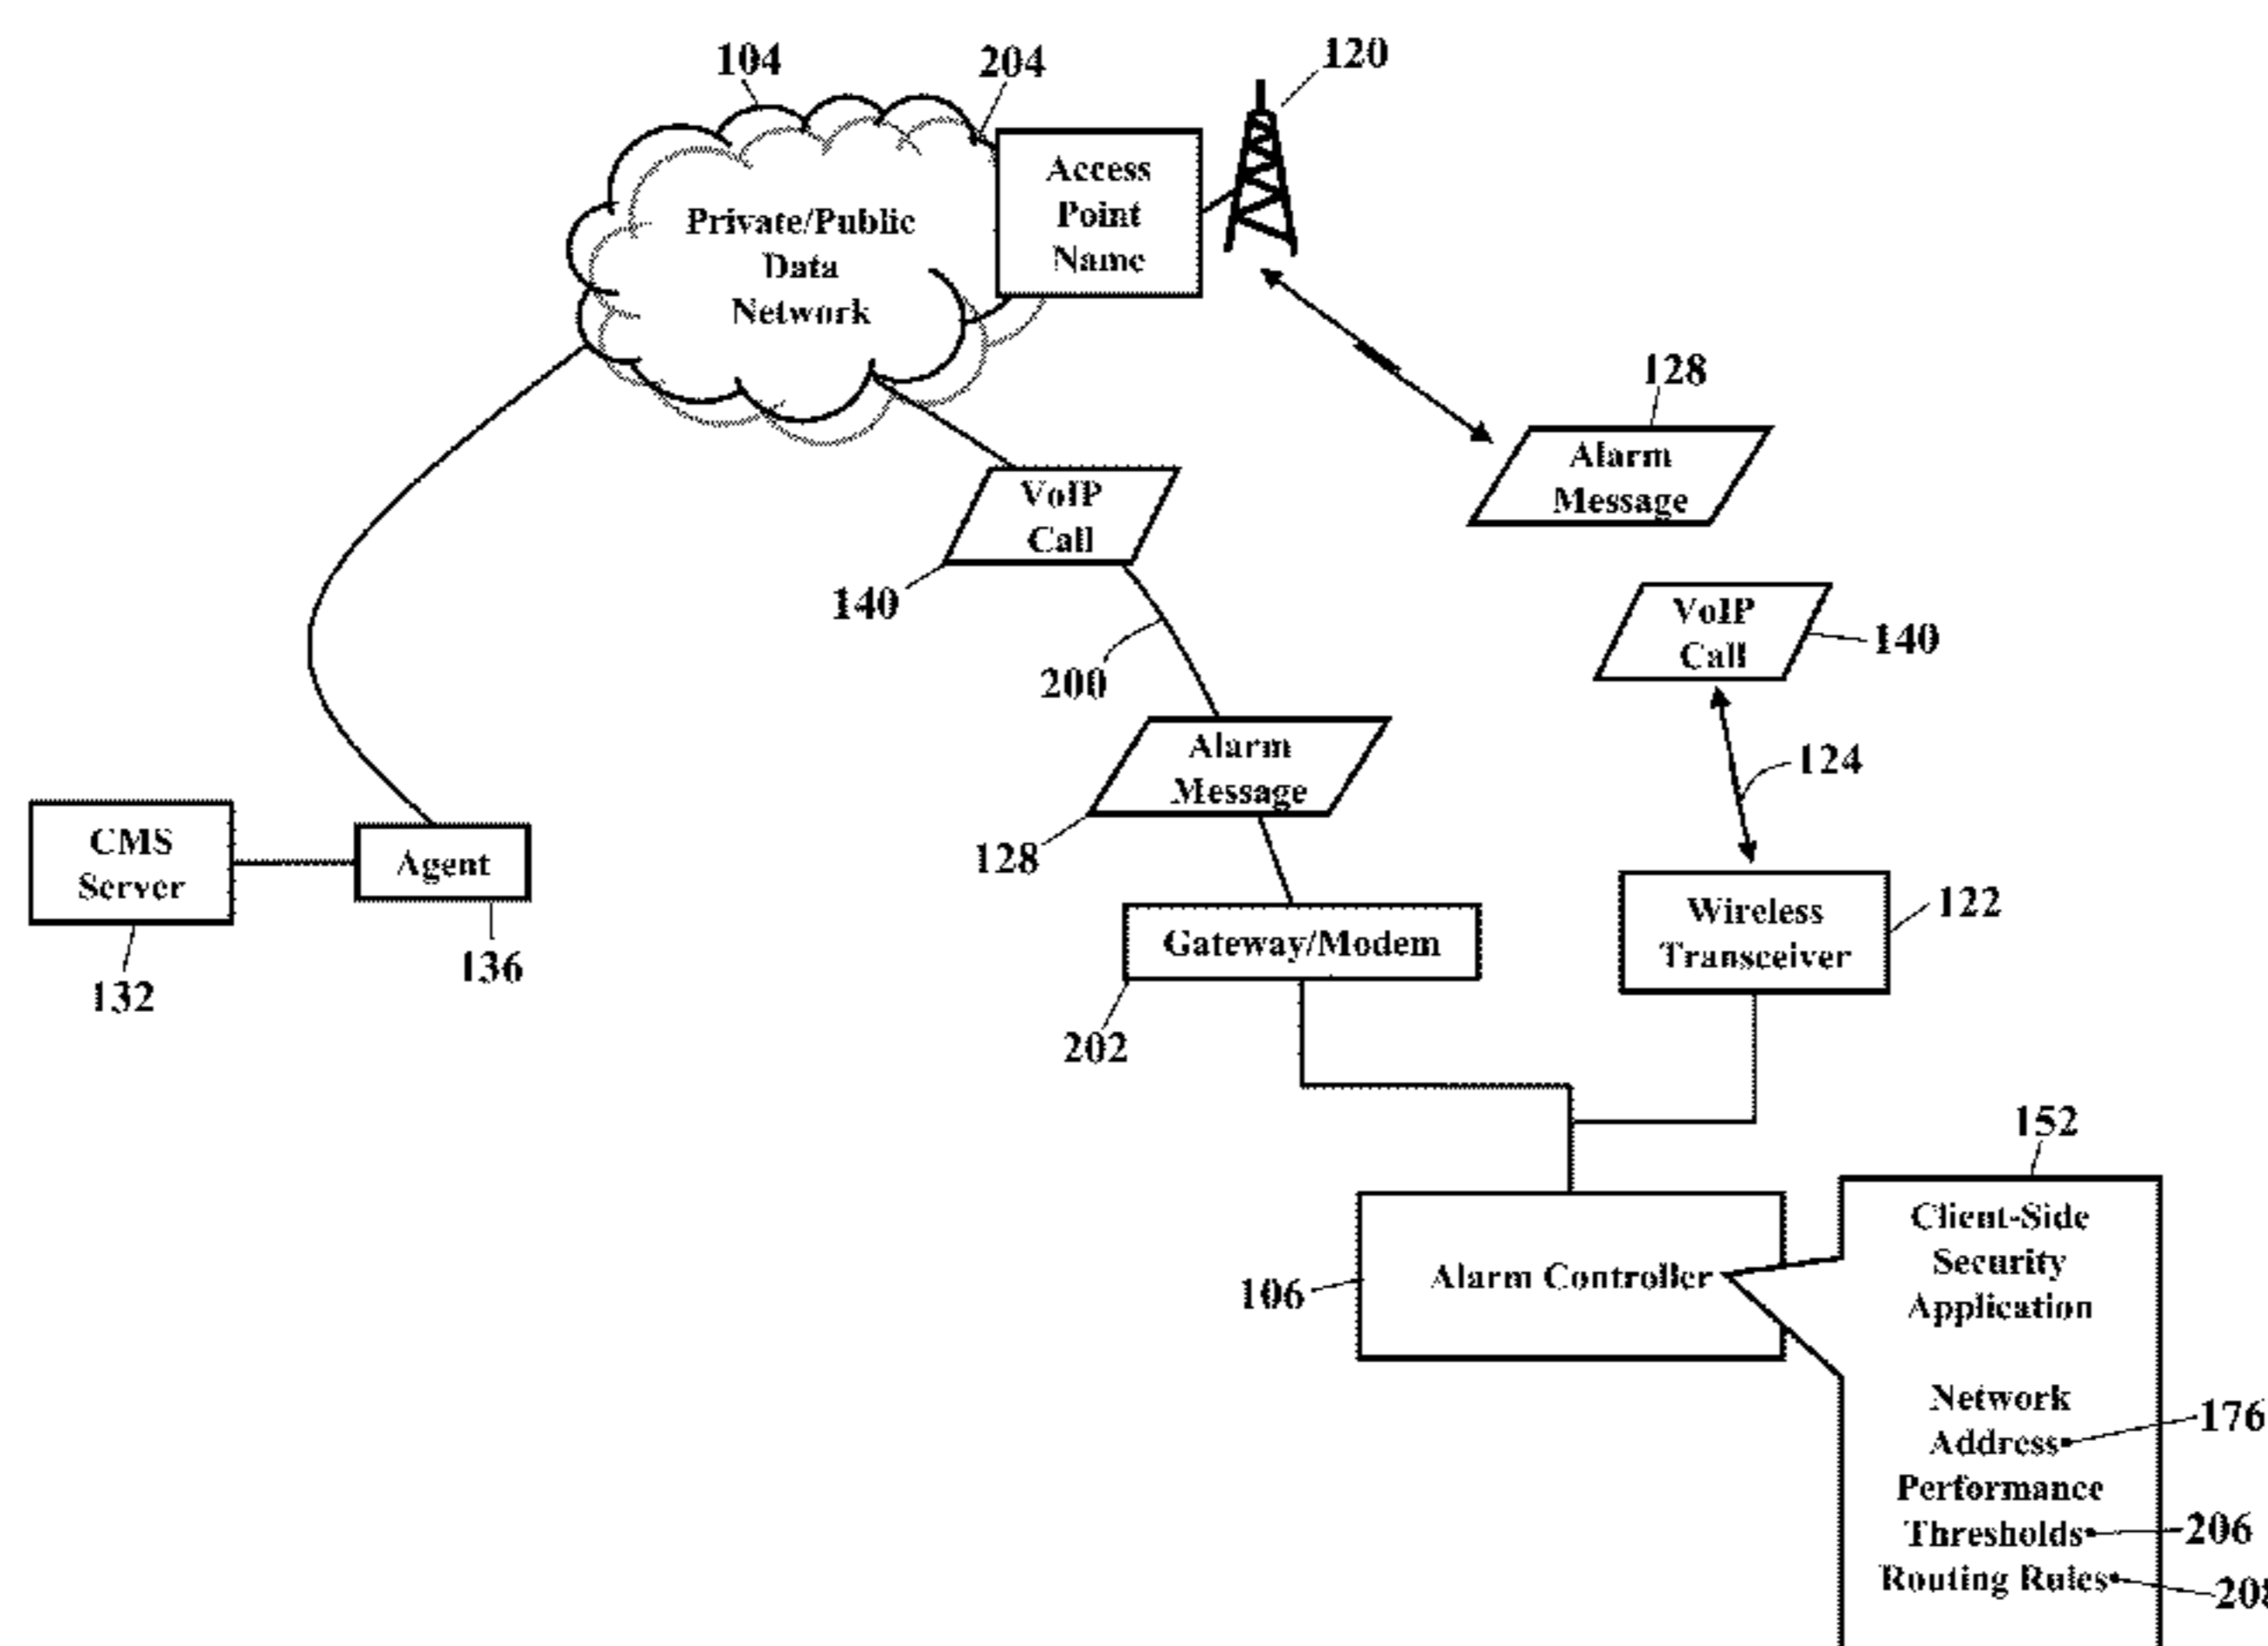 104
204
120
Access
Point
Name
Private/Public
Data
Network
128
Alarm
Message
VoIP
Call
140
VoIP
Call
140
200
Alarm
Message
128
124
CMS
Server
132
Agent
136
Gateway/Modem
202
Wireless
Transceiver
122
152
Alarm Controller
106
Client-Side
Security
Application
Network
Address
176
Performance
Thresholds
206
Routing Rules
208